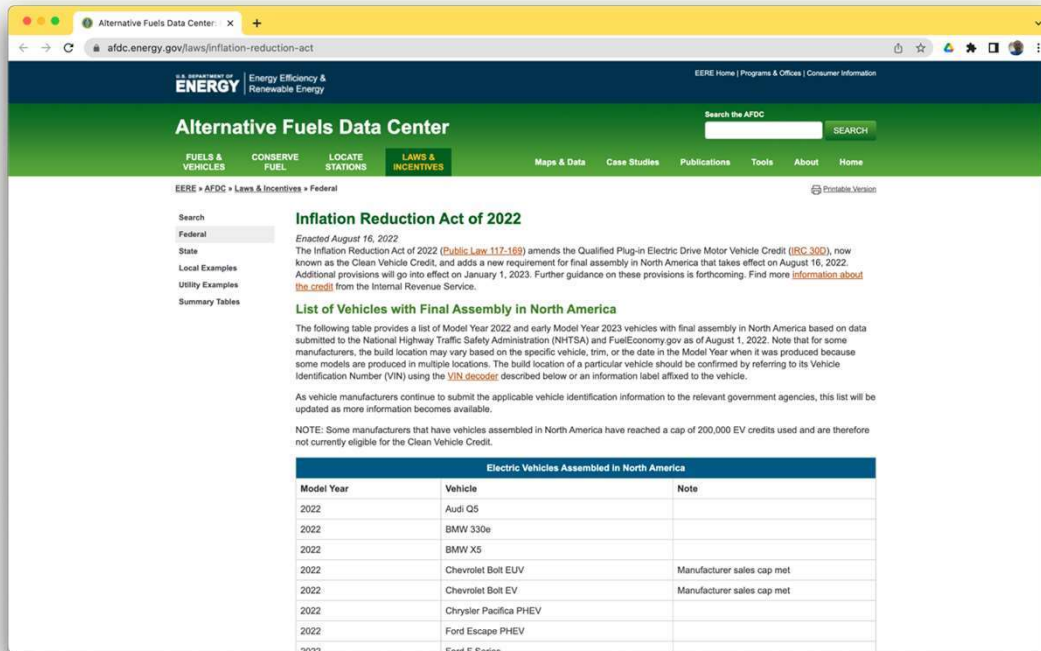 Alternative Fuels Data Center:
afdc.energy.gov/laws/inflation-reduction-act
U.S. DEPARTMENT OF
ENERGY
Energy Efficiency &
Renewable Energy
EERE Home | Programs & Offices | Consumer Information
Alternative Fuels Data Center
Search the AFDC
SEARCH
FUELS & VEHICLES
CONSERVE FUEL
LOCATE STATIONS
LAWS & INCENTIVES
Maps & Data Case Studies Publications Tools About Home
EERE » AFDC » Laws & Incentives » Federal
Printable Version
Search
Federal
State
Local Examples
Utility Examples
Summary Tables
Inflation Reduction Act of 2022
Enacted August 16, 2022
The Inflation Reduction Act of 2022 (Public Law 117-169) amends the Qualified Plug-in Electric Drive Motor Vehicle Credit (IRC 30D), now
known as the Clean Vehicle Credit, and adds a new requirement for final assembly in North America that takes effect on August 16, 2022.
Additional provisions will go into effect on January 1, 2023. Further guidance on these provisions is forthcoming. Find more information about
the credit from the Internal Revenue Service.
List of Vehicles with Final Assembly in North America
The following table provides a list of Model Year 2022 and early Model Year 2023 vehicles with final assembly in North America based on data
submitted to the National Highway Traffic Safety Administration (NHTSA) and FuelEconomy.gov as of August 1, 2022. Note that for some
manufacturers, the build location may vary based on the specific vehicle, trim, or the date in the Model Year when it was produced because
some models are produced in multiple locations. The build location of a particular vehicle should be confirmed by referring to its Vehicle
Identification Number (VIN) using the VIN decoder described below or an information label affixed to the vehicle.
As vehicle manufacturers continue to submit the applicable vehicle identification information to the relevant government agencies, this list will be
updated as more information becomes available.
NOTE: Some manufacturers that have vehicles assembled in North America have reached a cap of 200,000 EV credits used and are therefore
not currently eligible for the Clean Vehicle Credit.
Electric Vehicles Assembled in North America
Model Year Vehicle Note
2022 Audi Q5
2022 BMW 330e
2022 BMW X5
2022 Chevrolet Bolt EUV Manufacturer sales cap met
2022 Chevrolet Bolt EV Manufacturer sales cap met
2022 Chrysler Pacifica PHEV
2022 Ford Escape PHEV
2022 Ford F Series